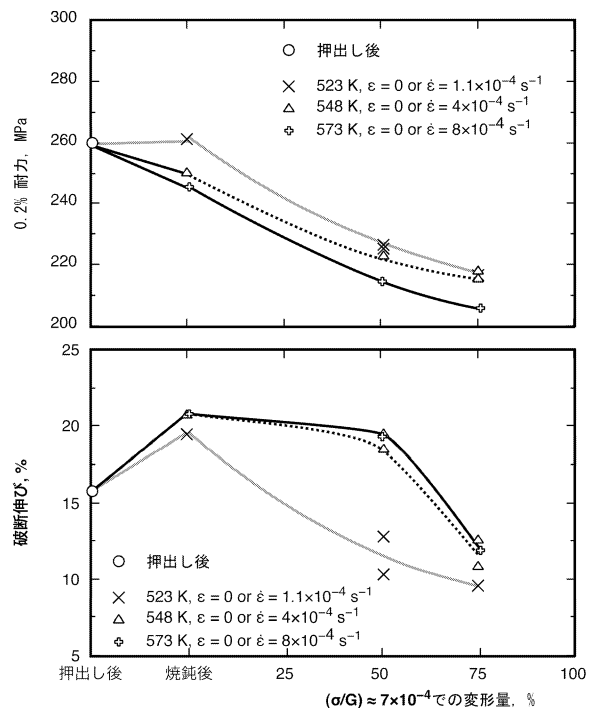 300
280
260
240
220
200
0.2% 耐力, MPa
押出し後
523 K, ε = 0 or ε̇ = 1.1×10⁻⁴ s⁻¹
548 K, ε = 0 or ε̇ = 4×10⁻⁴ s⁻¹
573 K, ε = 0 or ε̇ = 8×10⁻⁴ s⁻¹
25
20
15
10
5
破断伸び, %
押出し後
523 K, ε = 0 or ε̇ = 1.1×10⁻⁴ s⁻¹
548 K, ε = 0 or ε̇ = 4×10⁻⁴ s⁻¹
573 K, ε = 0 or ε̇ = 8×10⁻⁴ s⁻¹
押出し後 焼鈍後 25 50 75 100
(σ/G) ≈ 7×10⁻⁴での変形量, %